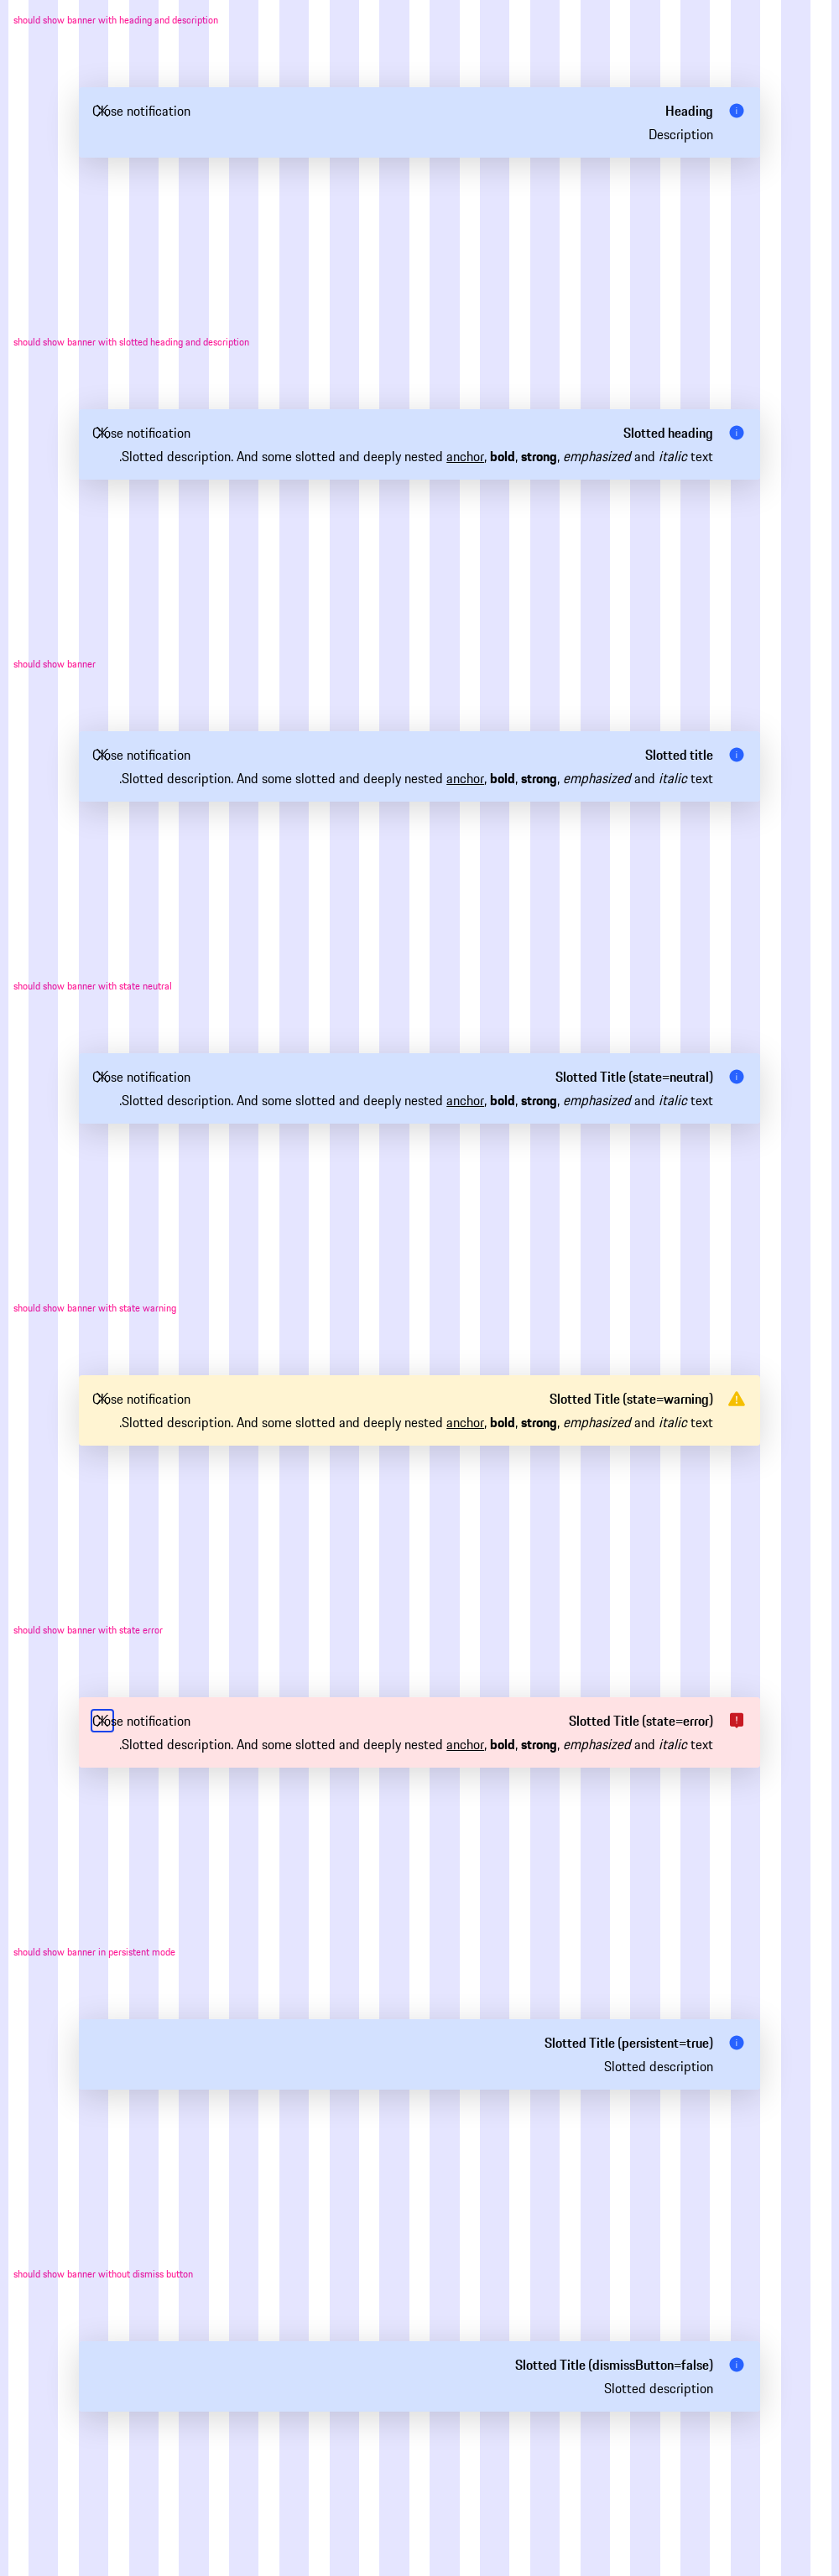 should show banner with heading and description
Close notification
Heading
Description
should show banner with slotted heading and description
Close notification
Slotted heading
.Slotted description. And some slotted and deeply nested anchor, bold, strong, emphasized and italic text
should show banner
Close notification
Slotted title
.Slotted description. And some slotted and deeply nested anchor, bold, strong, emphasized and italic text
should show banner with state neutral
Close notification
Slotted Title (state=neutral)
.Slotted description. And some slotted and deeply nested anchor, bold, strong, emphasized and italic text
should show banner with state warning
Close notification
Slotted Title (state=warning)
.Slotted description. And some slotted and deeply nested anchor, bold, strong, emphasized and italic text
should show banner with state error
Close notification
Slotted Title (state=error)
.Slotted description. And some slotted and deeply nested anchor, bold, strong, emphasized and italic text
should show banner in persistent mode
Slotted Title (persistent=true)
Slotted description
should show banner without dismiss button
Slotted Title (dismissButton=false)
Slotted description